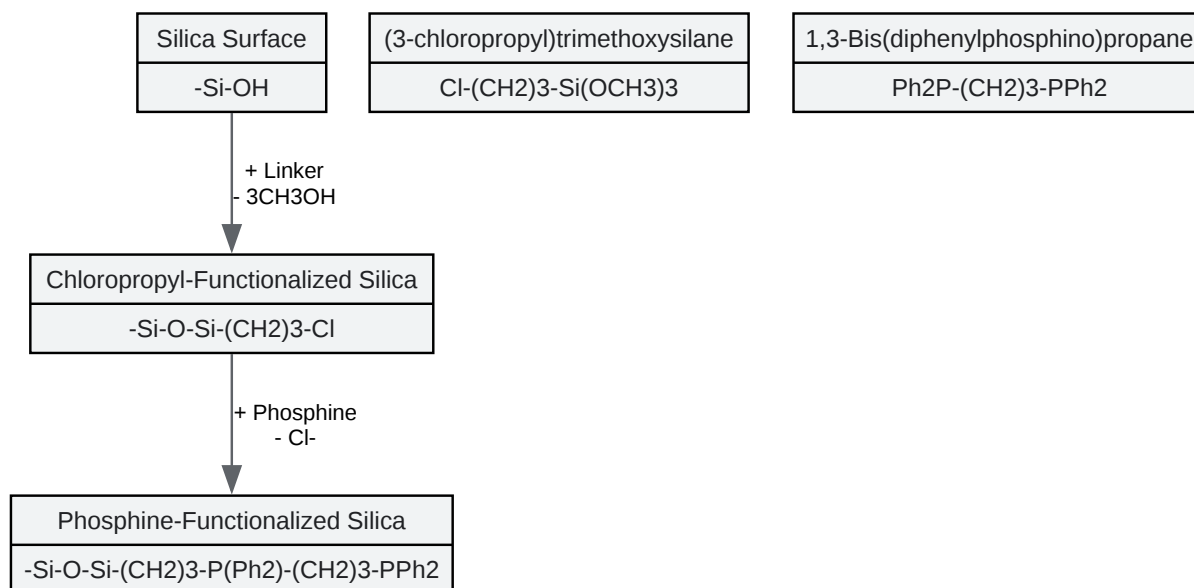 Silica Surface
-Si-OH
(3-chloropropyl)trimethoxysilane
Cl-(CH2)3-Si(OCH3)3
1,3-Bis(diphenylphosphino)propane
Ph2P-(CH2)3-PPh2
+ Linker
- 3CH3OH
Chloropropyl-Functionalized Silica
-Si-O-Si-(CH2)3-Cl
+ Phosphine
- Cl-
Phosphine-Functionalized Silica
-Si-O-Si-(CH2)3-P(Ph2)-(CH2)3-PPh2